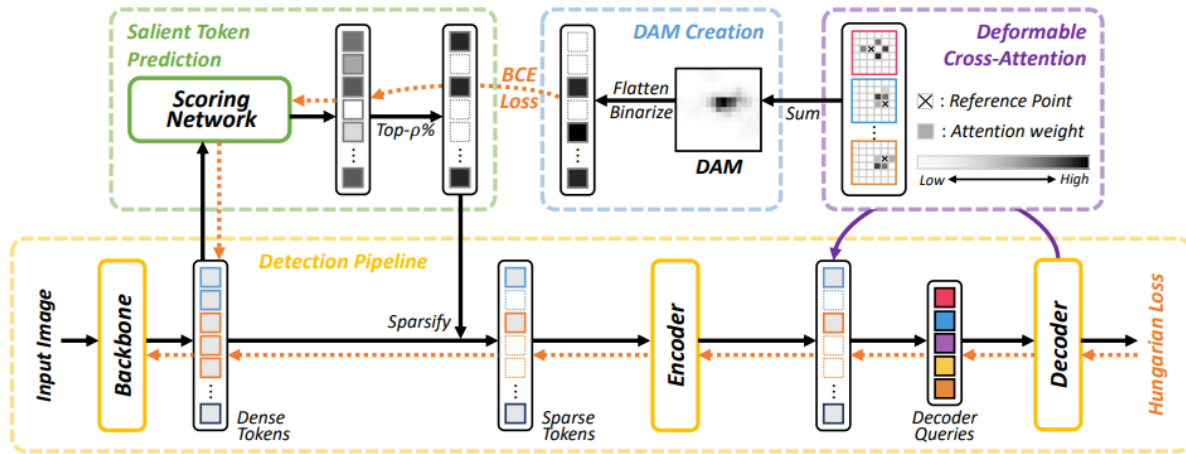 Salient Token
Prediction
Scoring
Network
Top-ρ%
BCE
Loss
DAM Creation
Flatten
Binarize
DAM
Sum
Deformable
Cross-Attention
: Reference Point
: Attention weight
Low
High
Detection Pipeline
Input Image
Backbone
Dense
Tokens
Sparsify
Sparse
Tokens
Encoder
Decoder
Queries
Decoder
Hungarian Loss